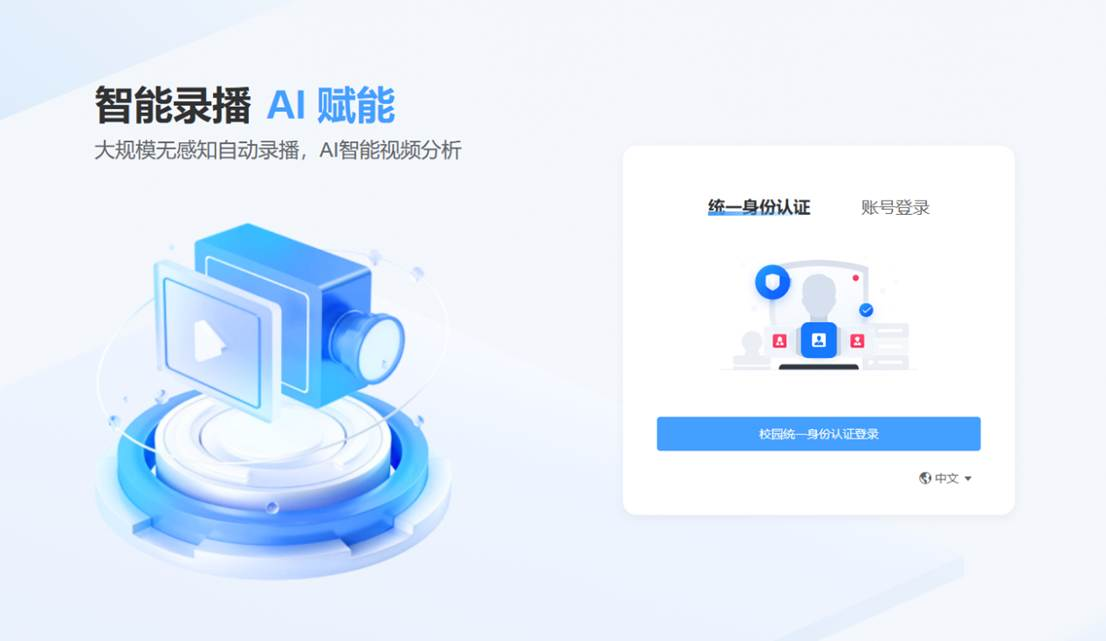 智能录播 AI 赋能
大规模无感知自动录播，AI智能视频分析
统一身份认证
账号登录
校园统一身份认证登录
中文